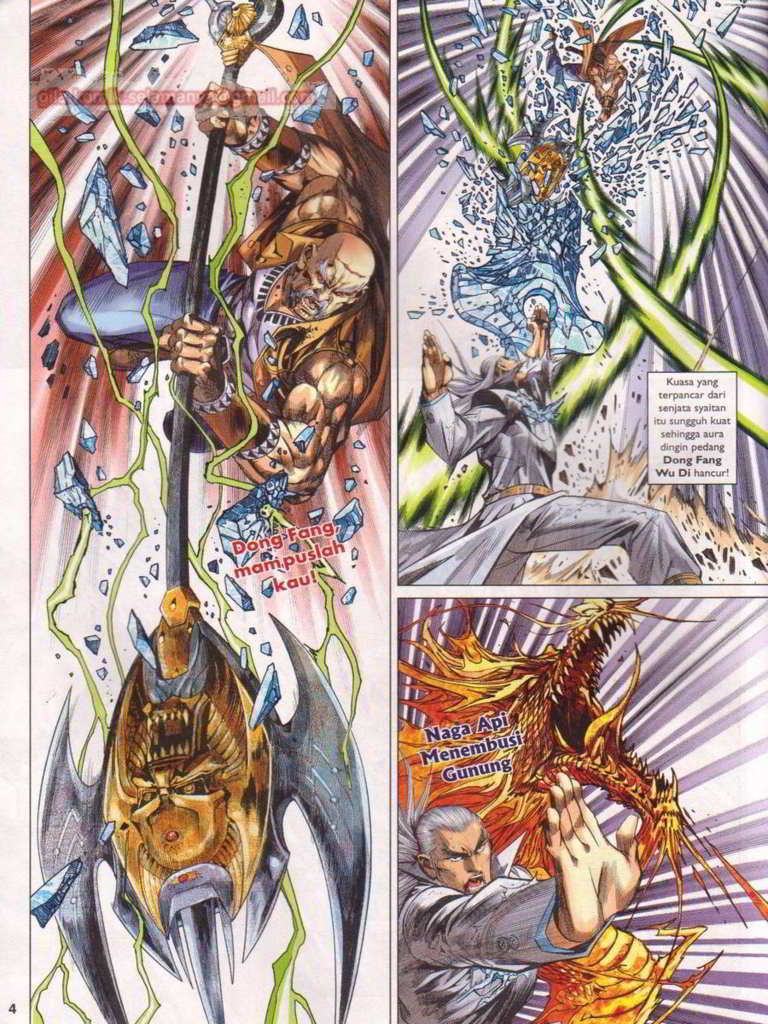 Dong Fang,
mampuslah
kau!
Kuasa yang
terpancar dari
senjata syaitan
itu sungguh kuat
sehingga aura
dingin pedang
Dong Fang
Wu Di hancur!
Naga Api
Menembusi
Gunung
4